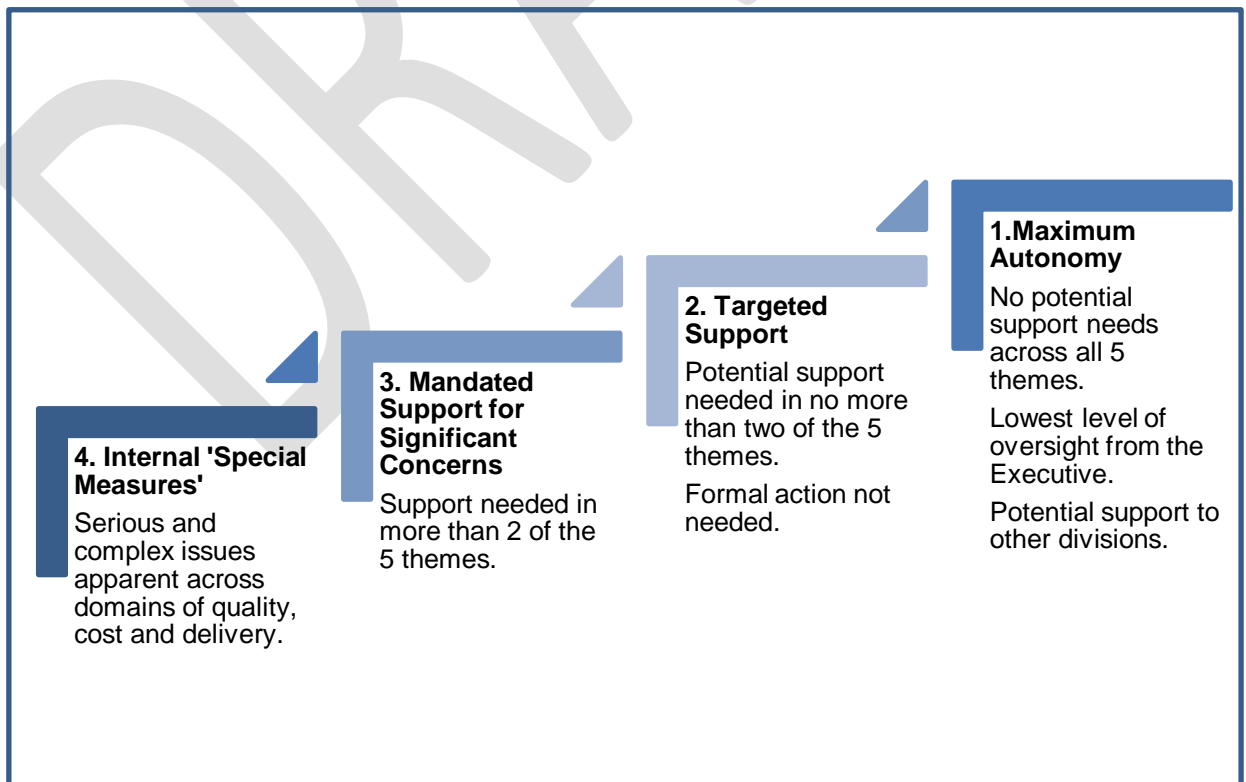 1.Maximum
Autonomy
No potential
support needs
across all 5
themes.
Lowest level of
oversight from the
Executive.
Potential support to
other divisions.
2. Targeted
Support
Potential support
needed in no more
than two of the 5
themes.
Formal action not
needed.
3. Mandated
Support for
Significant
Concerns
Support needed in
more than 2 of the
5 themes.
4. Internal 'Special
Measures'
Serious and
complex issues
apparent across
domains of quality,
cost and delivery.